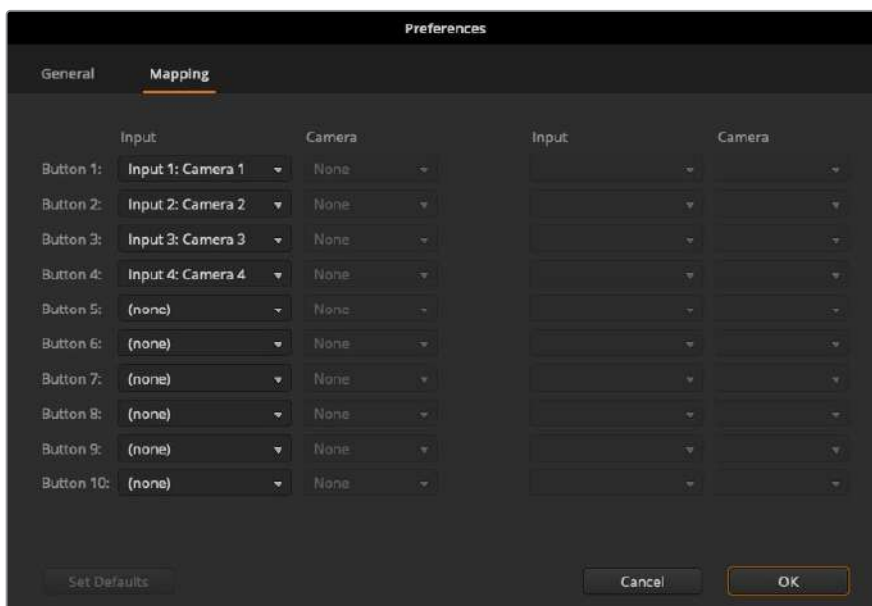 Preferences
General Mapping
Input Camera Input Camera
Button 1: Input 1: Camera 1 None
Button 2: Input 2: Camera 2 None
Button 3: Input 3: Camera 3 None
Button 4: Input 4: Camera 4 None
Button 5: (none) None
Button 6: (none) None
Button 7: (none) None
Button 8: (none) None
Button 9: (none) None
Button 10: (none) None
Set Defaults Cancel OK